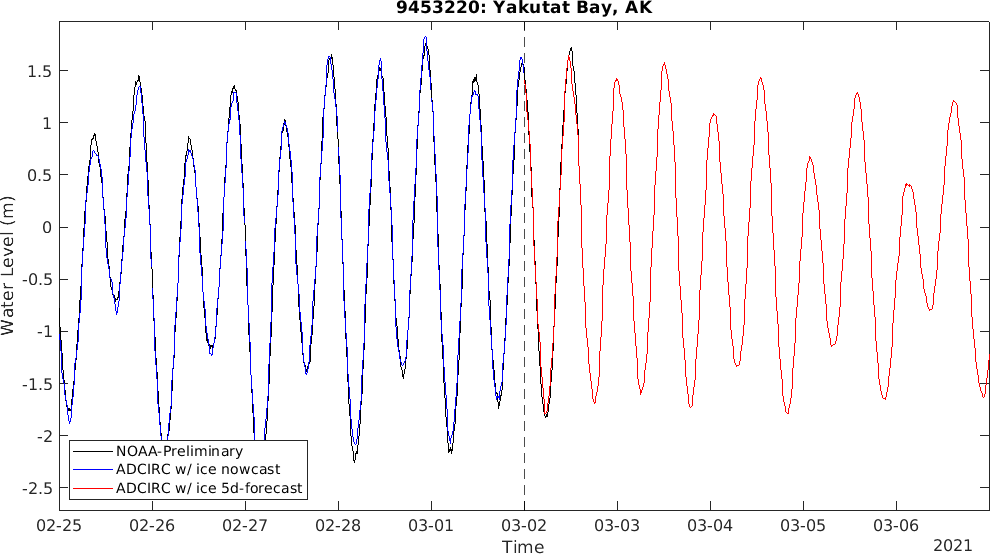 9453220: Yakutat Bay, AK
Water Level (m)
1.5
1
0.5
0
-0.5
-1
-1.5
-2
-2.5
NOAA-Preliminary
ADCIRC w/ ice nowcast
ADCIRC w/ ice 5d-forecast
02-25 02-26 02-27 02-28 03-01 03-02 03-03 03-04 03-05 03-06
Time
2021